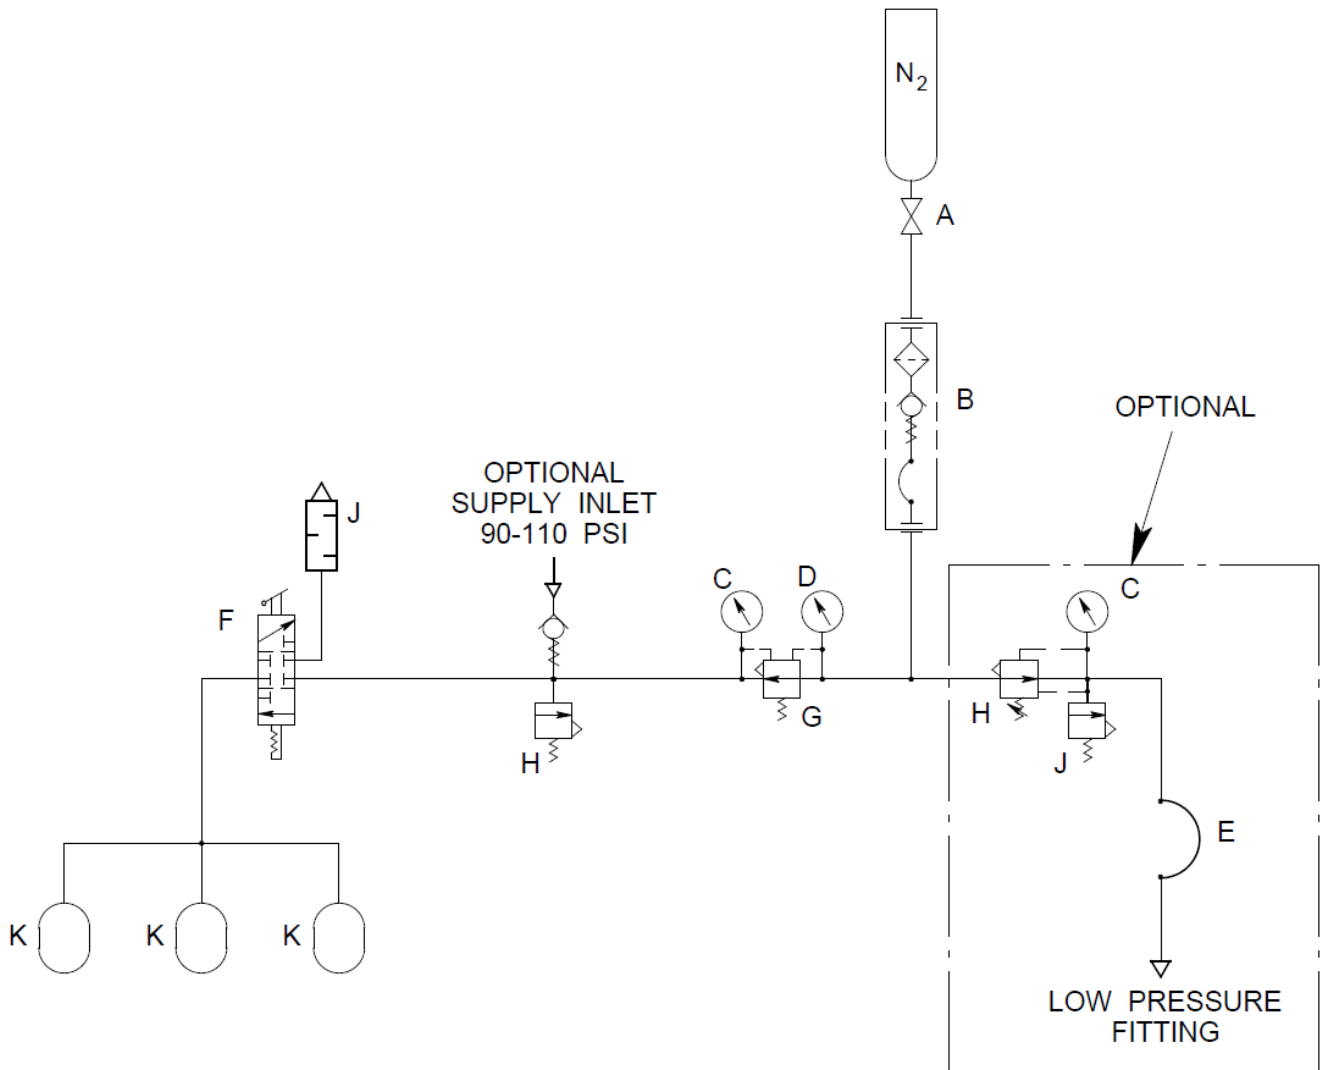 N2
A
B
OPTIONAL
OPTIONAL
SUPPLY INLET
90-110 PSI
J
C
D
C
F
G
H
H
J
E
K
K
K
LOW PRESSURE
FITTING